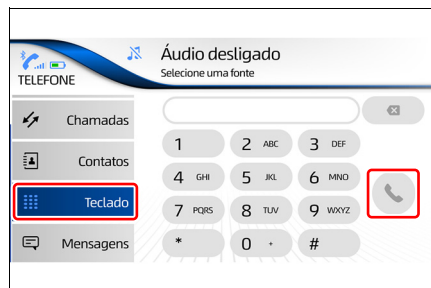 Áudio desligado
Selecione uma fonte
TELEFONE
Chamadas
Contatos
Teclado
Mensagens
1 2 ABC 3 DEF
4 GHI 5 JKL 6 MNO
7 PQRS 8 TUV 9 WXYZ
* 0 + #